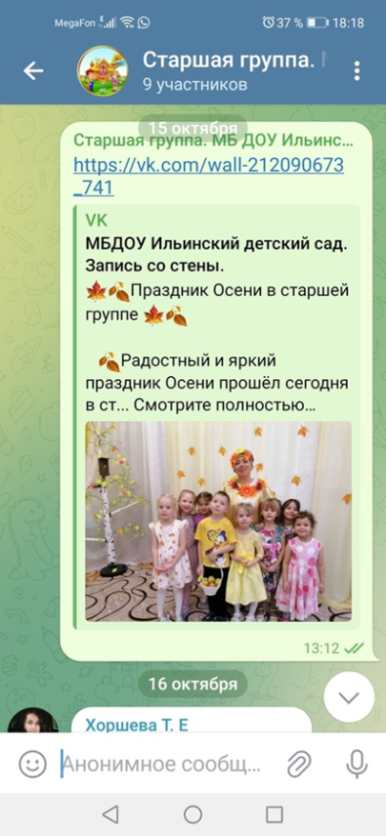 MegaFon 37 % 18:18
Старшая группа.
9 участников
15 октября
Старшая группа. МБ ДОУ Ильинс...
https://vk.com/wall-212090673
_741
VK
МБДОУ Ильинский детский сад.
Запись со стены.
🍁🍂Праздник Осени в старшей
группе 🍁🍂
🍂Радостный и яркий
праздник Осени прошёл сегодня
в ст... Смотрите полностью...
13:12
16 октября
Хоршева Т. Е
Анонимное сообщ...